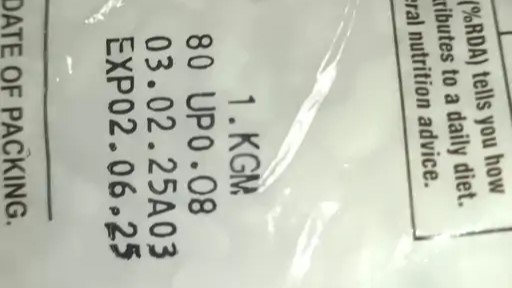 (%RDA) tells you how
ributes to a daily diet.
eral nutrition advice.
1.KGM
80 UP0.08
03.02.25A03
EXP02.06.25
DATE OF PACKING.